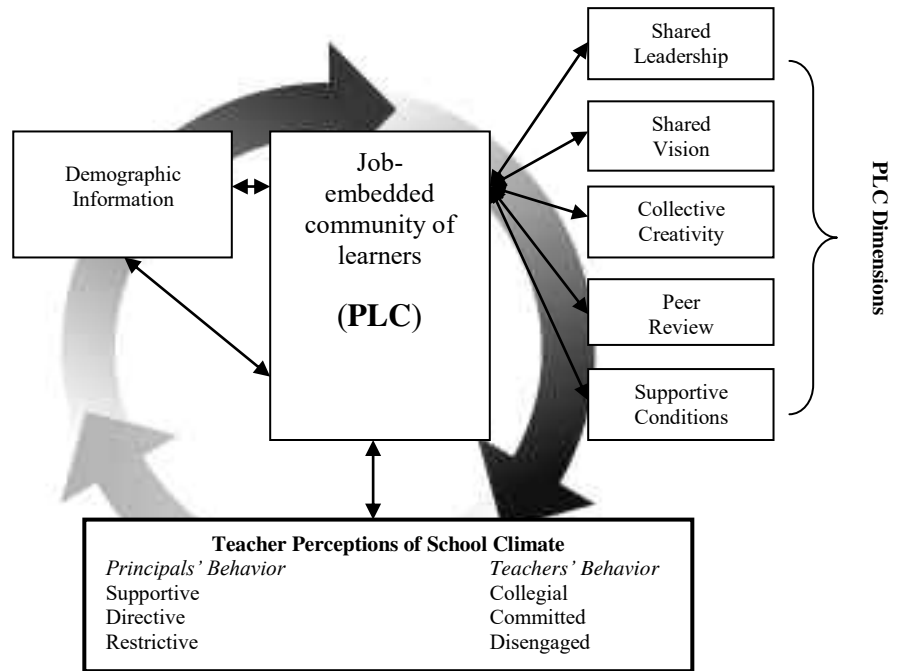 Demographic
Information
Job-
embedded
community of
learners
(PLC)
Shared
Leadership
Shared
Vision
Collective
Creativity
Peer
Review
Supportive
Conditions
PLC Dimensions
Teacher Perceptions of School Climate
Principals’ Behavior
Supportive
Directive
Restrictive
Teachers’ Behavior
Collegial
Committed
Disengaged